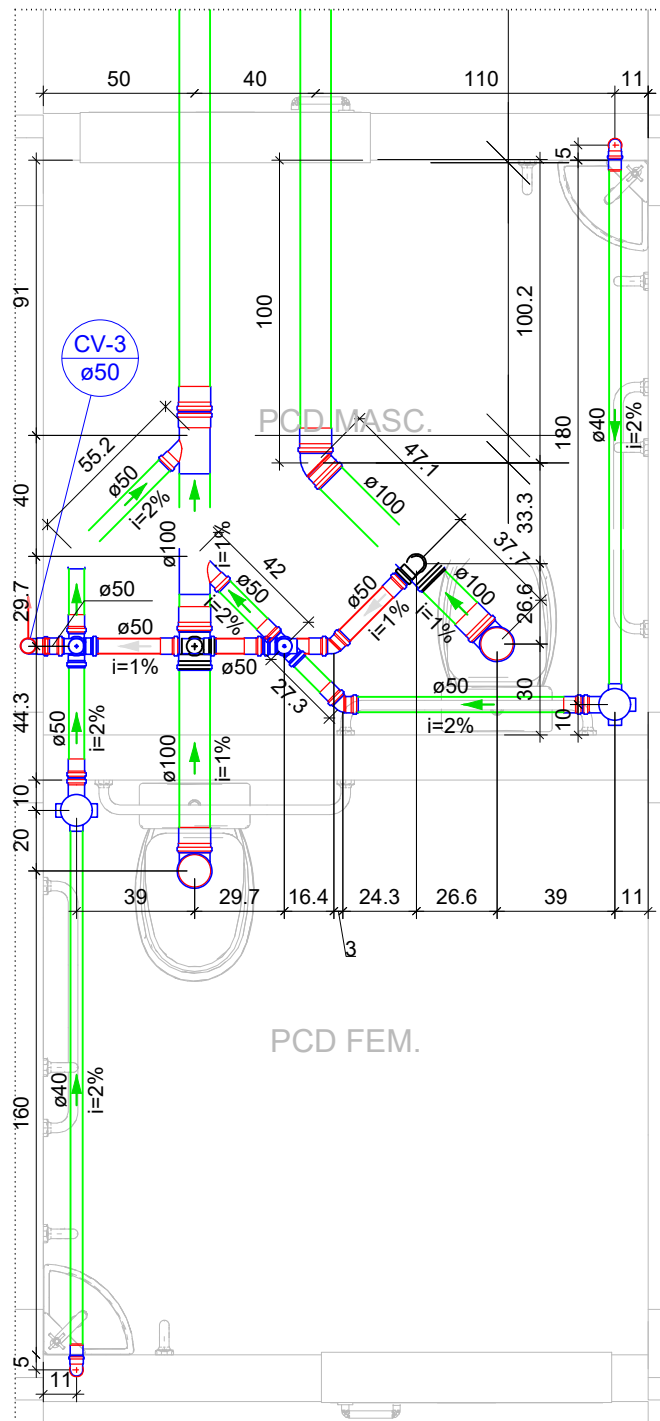 50
40
110
11
5
91
100
100.2
CV-3
ø50
PCD MASC.
180
ø40
i=2%
55.2
47.1
ø50
i=2%
ø100
40
33.3
ø100
i=1%
37.7
29.7
ø50
ø50
i=2%
42
ø50
i=1%
ø100
i=1%
26.6
ø50
i=1%
ø50
27.3
30
ø50
i=2%
10
44.3
ø50
i=2%
ø100
i=1%
10
20
39
29.7
16.4
24.3
26.6
39
11
3
PCD FEM.
160
ø40
i=2%
5
11